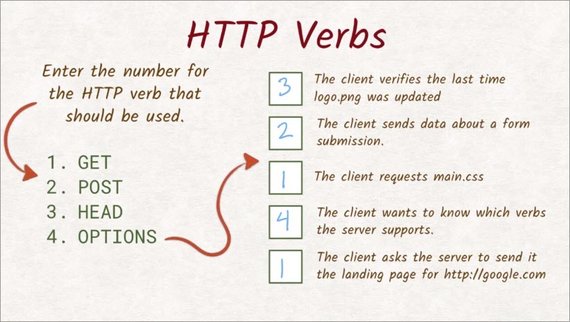 HTTP Verbs
Enter the number for
the HTTP verb that
should be used.
1. GET
2. POST
3. HEAD
4. OPTIONS
3
The client verifies the last time
logo.png was updated
2
The client sends data about a form
submission.
1
The client requests main.css
4
The client wants to know which verbs
the server supports.
1
The client asks the server to send it
the landing page for http://google.com